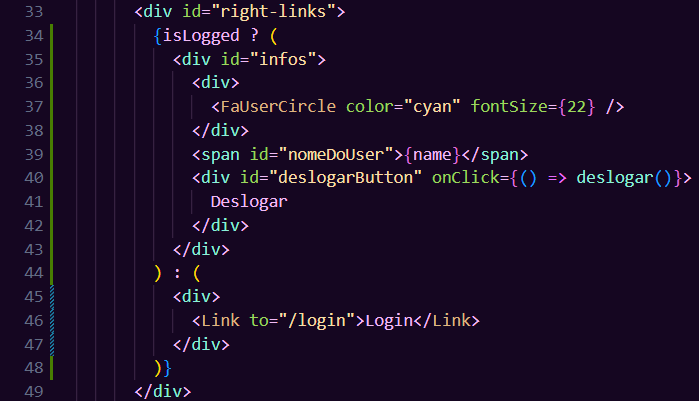 33 <div id="right-links">
34 {isLogged ? (
35 <div id="infos">
36 <div>
37 <FaUserCircle color="cyan" fontSize={22} />
38 </div>
39 <span id="nomeDoUser">{name}</span>
40 <div id="deslogarButton" onClick={() => deslogar()}>
41 Deslogar
42 </div>
43 </div>
44 ) : (
45 <div>
46 <Link to="/login">Login</Link>
47 </div>
48 )}
49 </div>